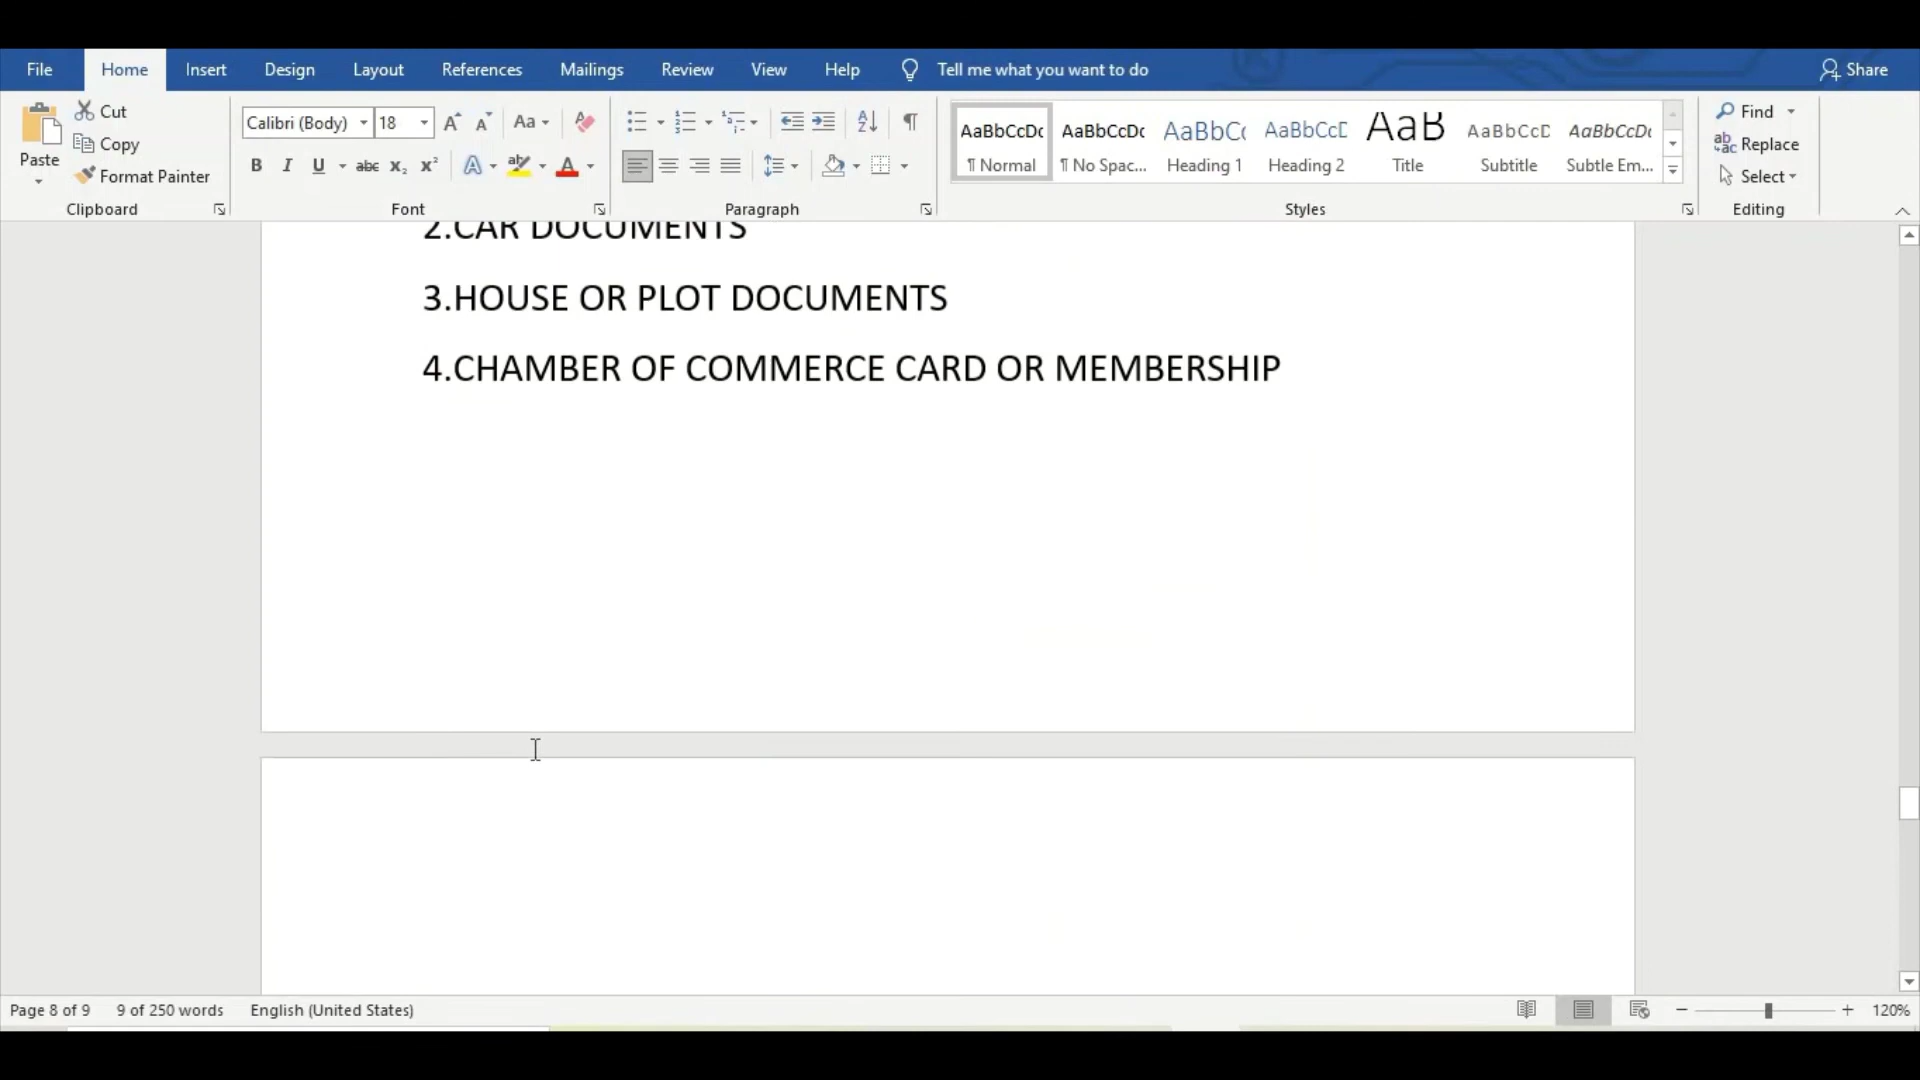 File Home Insert Design Layout References Mailings Review View Help Tell me what you want to do Share
Paste
Cut
Copy
Format Painter
Clipboard
Calibri (Body) 18
Font
Paragraph
AaBbCcDc AaBbCcDc AaBbCc AaBbCcD AaB AaBbCcD AaBbCcDc
¶ Normal ¶ No Spac... Heading 1 Heading 2 Title Subtitle Subtle Em...
Styles
Find
Replace
Select
Editing
2.CAR DOCUMENTS
3.HOUSE OR PLOT DOCUMENTS
4.CHAMBER OF COMMERCE CARD OR MEMBERSHIP
Page 8 of 9 9 of 250 words English (United States) 120%